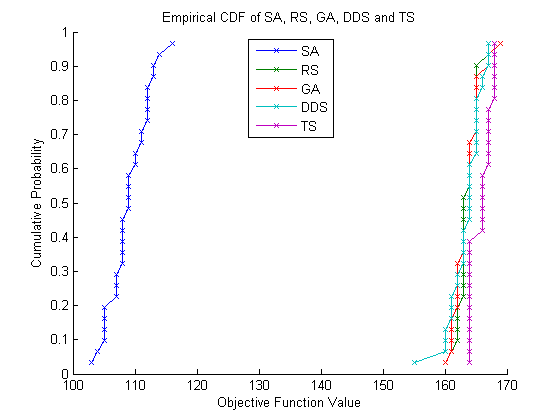 Empirical CDF of SA, RS, GA, DDS and TS
SA
RS
GA
DDS
TS
Cumulative Probability
1
0.9
0.8
0.7
0.6
0.5
0.4
0.3
0.2
0.1
0
100 110 120 130 140 150 160 170
Objective Function Value